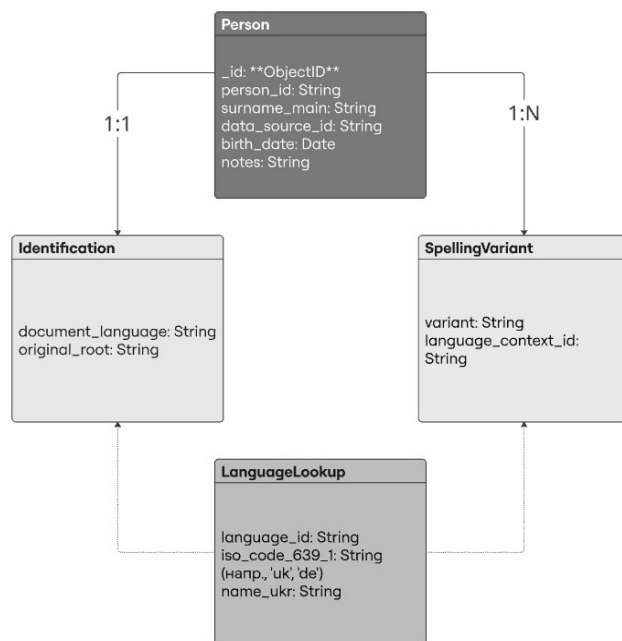 Person
_id: **ObjectID**
person_id: String
surname_main: String
data_source_id: String
birth_date: Date
notes: String
1:1
1:N
Identification
document_language: String
original_root: String
SpellingVariant
variant: String
language_context_id:
String
LanguageLookup
language_id: String
iso_code_639_1: String
(напр., 'uk', 'de')
name_ukr: String